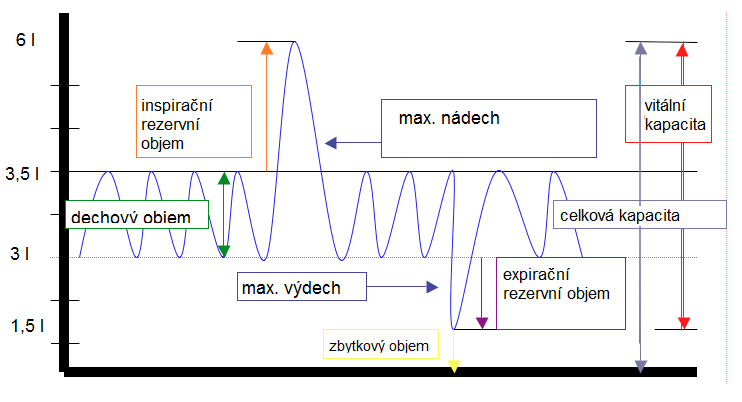 6 l
inspirační
rezervní
objem
max. nádech
vitální
kapacita
3,5 l
dechový objem
celková kapacita
3 l
max. výdech
expirační
rezervní objem
1,5 l
zbytkový objem